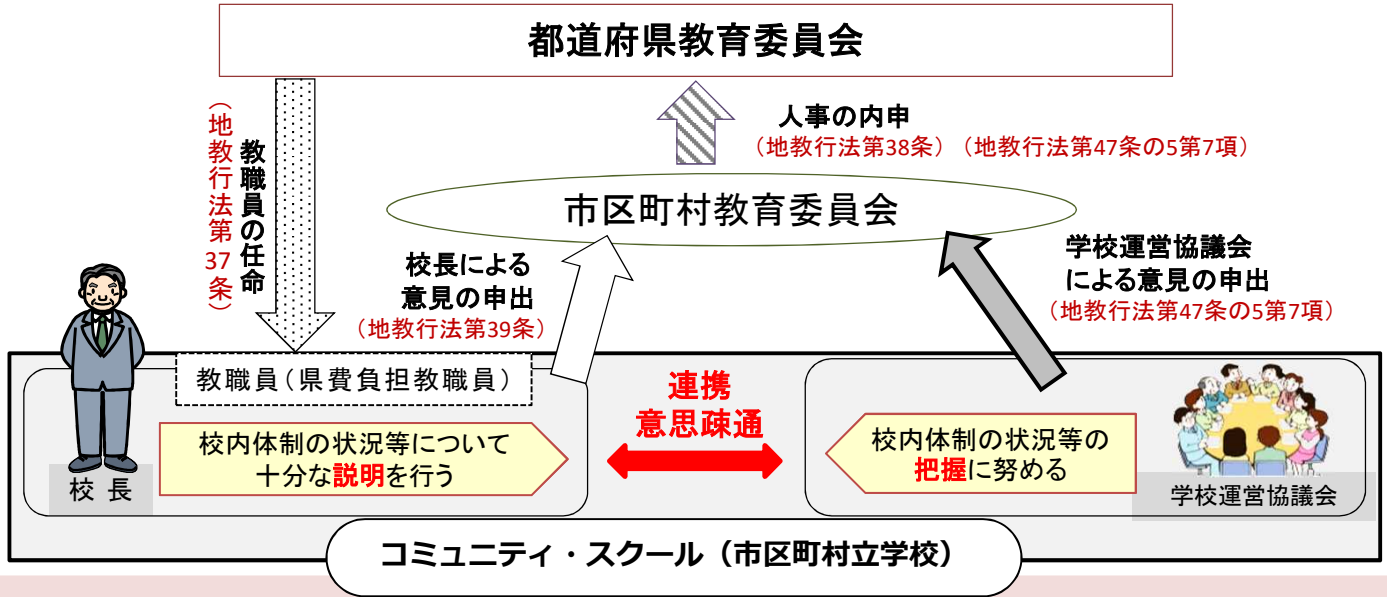 都道府県教育委員会
教職員の任命
（地教行法第37条）
人事の内申
（地教行法第38条）（地教行法第47条の5第7項）
市区町村教育委員会
校長による
意見の申出
（地教行法第39条）
学校運営協議会
による意見の申出
（地教行法第47条の5第7項）
教職員（県費負担教職員）
校内体制の状況等について
十分な説明を行う
校 長
連携
意思疎通
校内体制の状況等の
把握に努める
学校運営協議会
コミュニティ・スクール（市区町村立学校）